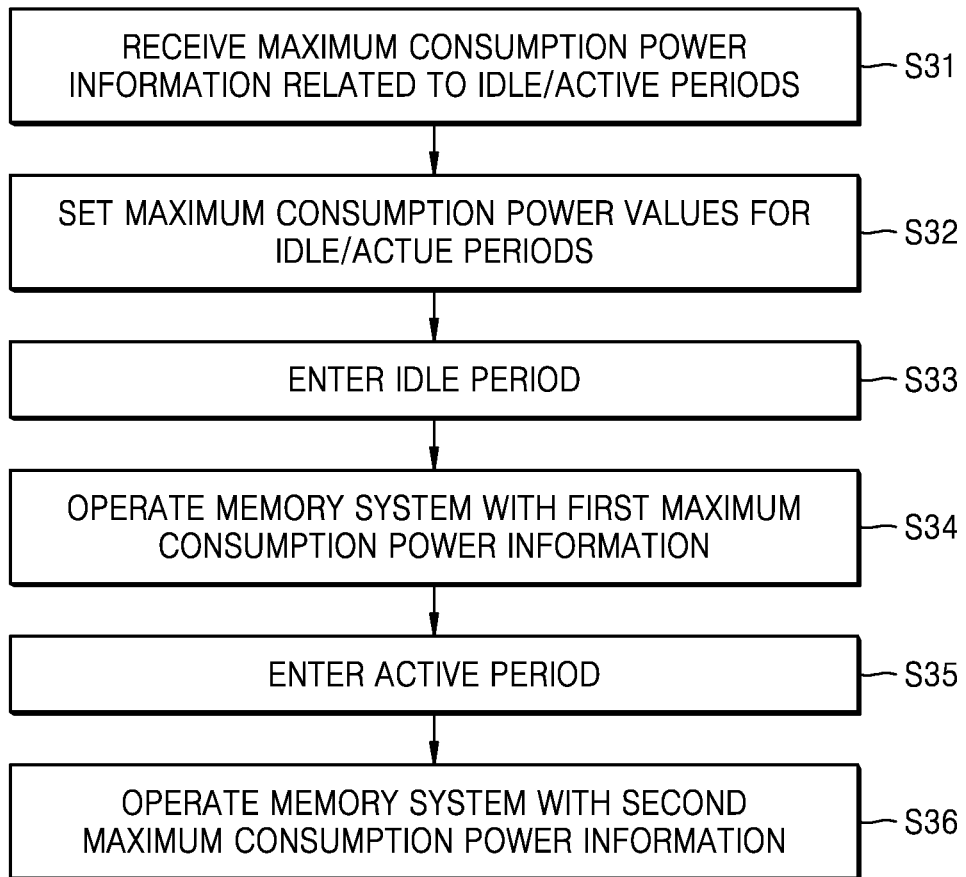 RECEIVE MAXIMUM CONSUMPTION POWER
INFORMATION RELATED TO IDLE/ACTIVE PERIODS
S31
SET MAXIMUM CONSUMPTION POWER VALUES FOR
IDLE/ACTUE PERIODS
S32
ENTER IDLE PERIOD
S33
OPERATE MEMORY SYSTEM WITH FIRST MAXIMUM
CONSUMPTION POWER INFORMATION
S34
ENTER ACTIVE PERIOD
S35
OPERATE MEMORY SYSTEM WITH SECOND
MAXIMUM CONSUMPTION POWER INFORMATION
S36